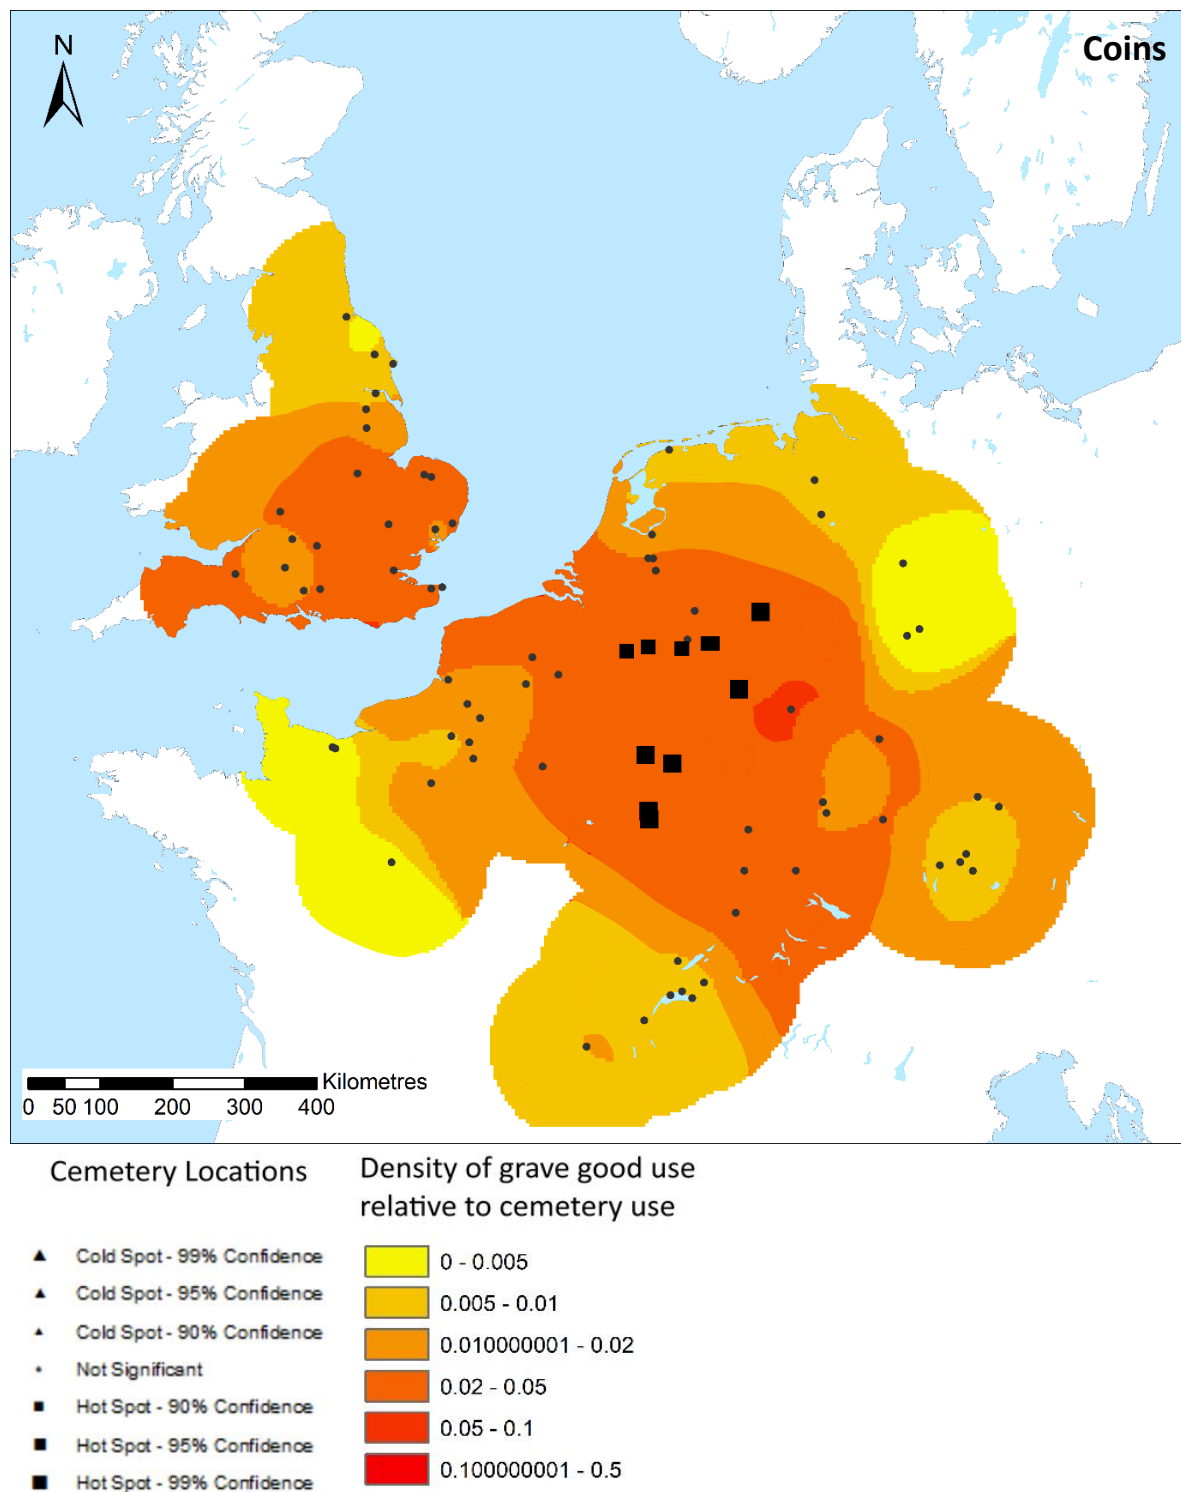 N
Coins
Kilometres
0 50 100 200 300 400
Cemetery Locations
Cold Spot - 99% Confidence
Cold Spot - 95% Confidence
Cold Spot - 90% Confidence
Not Significant
Hot Spot - 90% Confidence
Hot Spot - 95% Confidence
Hot Spot - 99% Confidence
Density of grave good use
relative to cemetery use
0 - 0.005
0.005 - 0.01
0.010000001 - 0.02
0.02 - 0.05
0.05 - 0.1
0.100000001 - 0.5